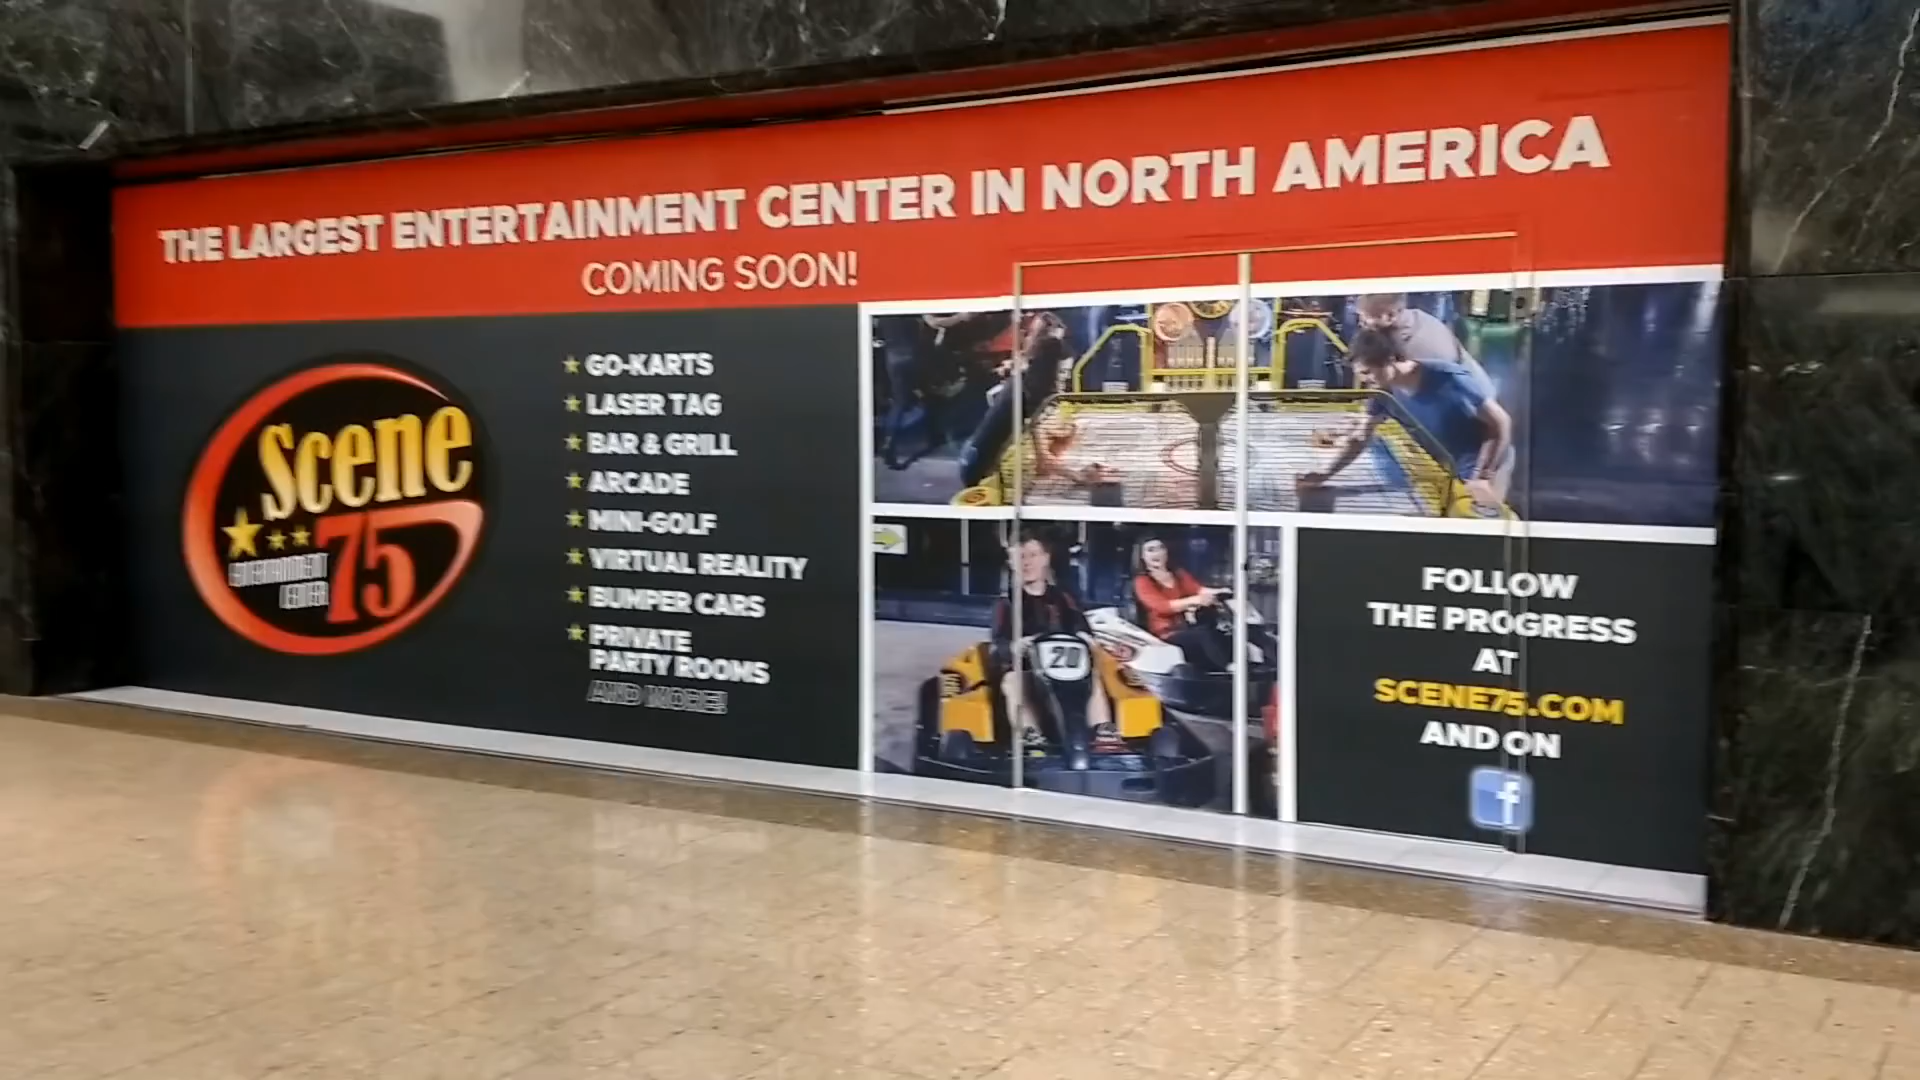 THE LARGEST ENTERTAINMENT CENTER IN NORTH AMERICA
COMING SOON!
Scene
75
ENTERTAINMENT
CENTER
GO-KARTS
LASER TAG
BAR & GRILL
ARCADE
MINI-GOLF
VIRTUAL REALITY
BUMPER CARS
PRIVATE
PARTY ROOMS
AND MORE!
20
FOLLOW
THE PROGRESS
AT
SCENE75.COM
AND ON
f